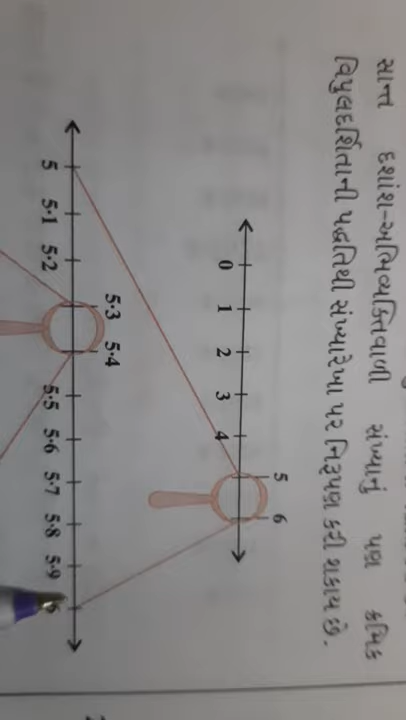 સાન્ત દશાંશ-અભિવ્યક્તિવાળી સંખ્યાનું પણ ક્રમિક
વિપુલદર્શિતાની પદ્ધતિથી સંખ્યારેખા પર નિરૂપણ કરી શકાય છે.
5 6
0 1 2 3 4
5·3 5·4
5 5·1 5·2 5·5 5·6 5·7 5·8 5·9